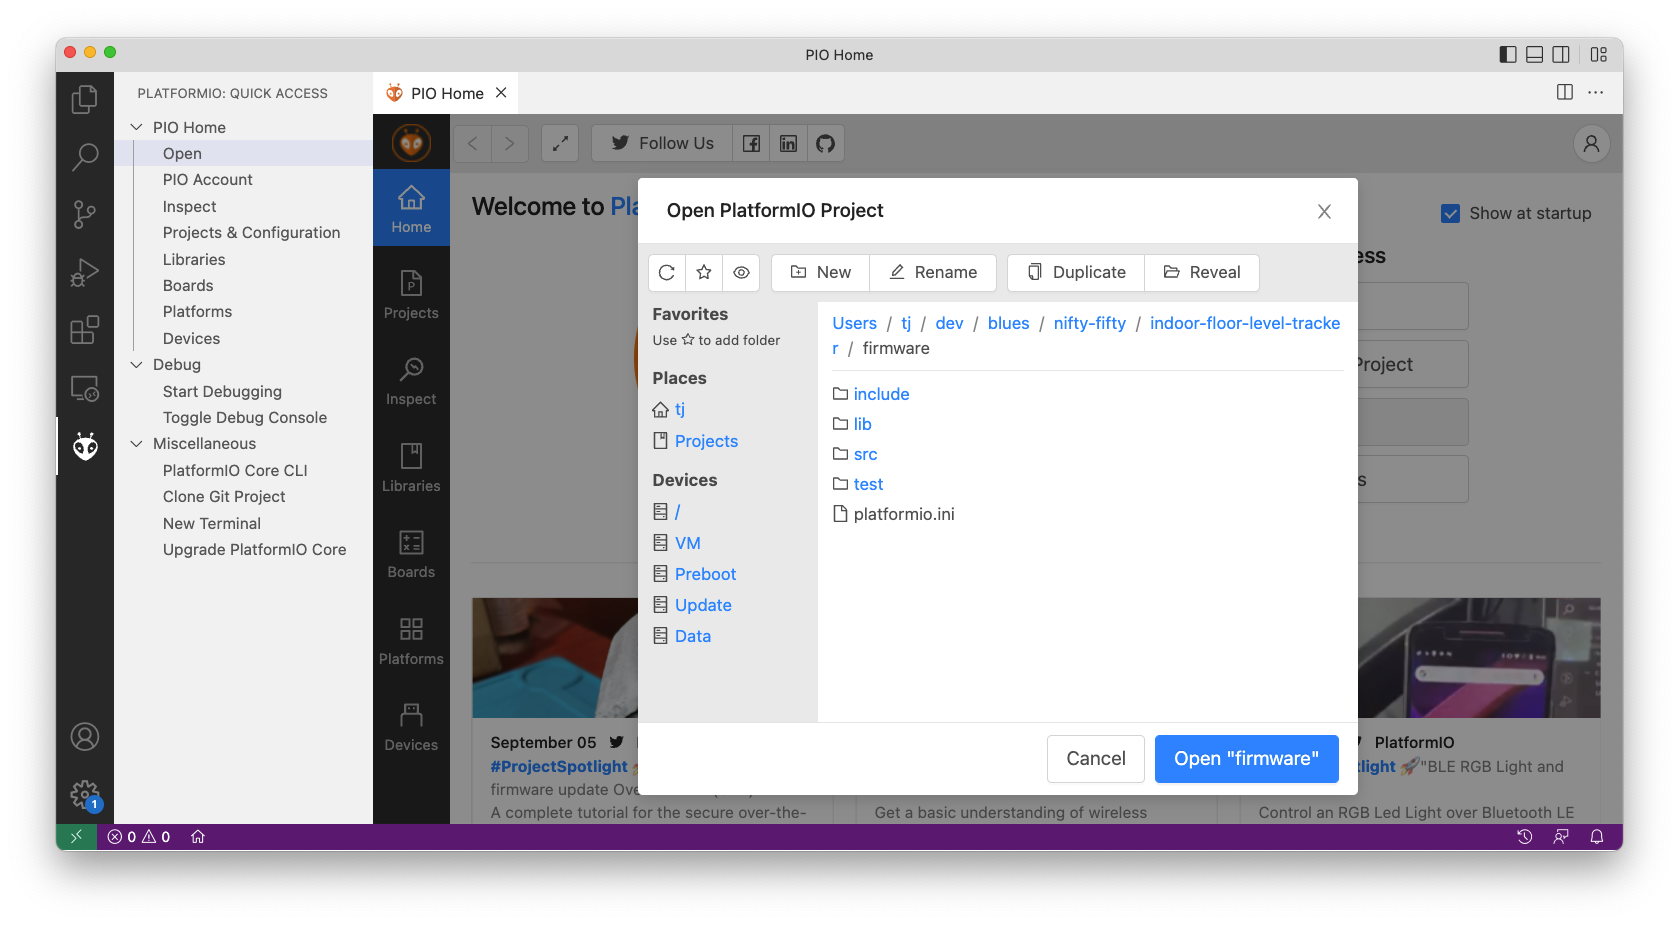 PIO Home
PLATFORMIO: QUICK ACCESS
PIO Home
Open
PIO Account
Inspect
Projects & Configuration
Libraries
Boards
Platforms
Devices
Debug
Start Debugging
Toggle Debug Console
Miscellaneous
PlatformIO Core CLI
Clone Git Project
New Terminal
Upgrade PlatformIO Core
1
PIO Home
Home
Projects
Inspect
Libraries
Boards
Platforms
Devices
Follow Us
Welcome to Pla
Show at startup
ess
Project
s
Open PlatformIO Project
New
Rename
Duplicate
Reveal
Favorites
Use ☆ to add folder
Places
tj
Projects
Devices
/
VM
Preboot
Update
Data
Users / tj / dev / blues / nifty-fifty / indoor-floor-level-tracke
r / firmware
include
lib
src
test
platformio.ini
Cancel
Open "firmware"
September 05
#ProjectSpotlight 🚀
firmware update Ove
A complete tutorial for the secure over-the-
Get a basic understanding of wireless
PlatformIO
tlight 🚀"BLE RGB Light and
Control an RGB Led Light over Bluetooth LE
0 0